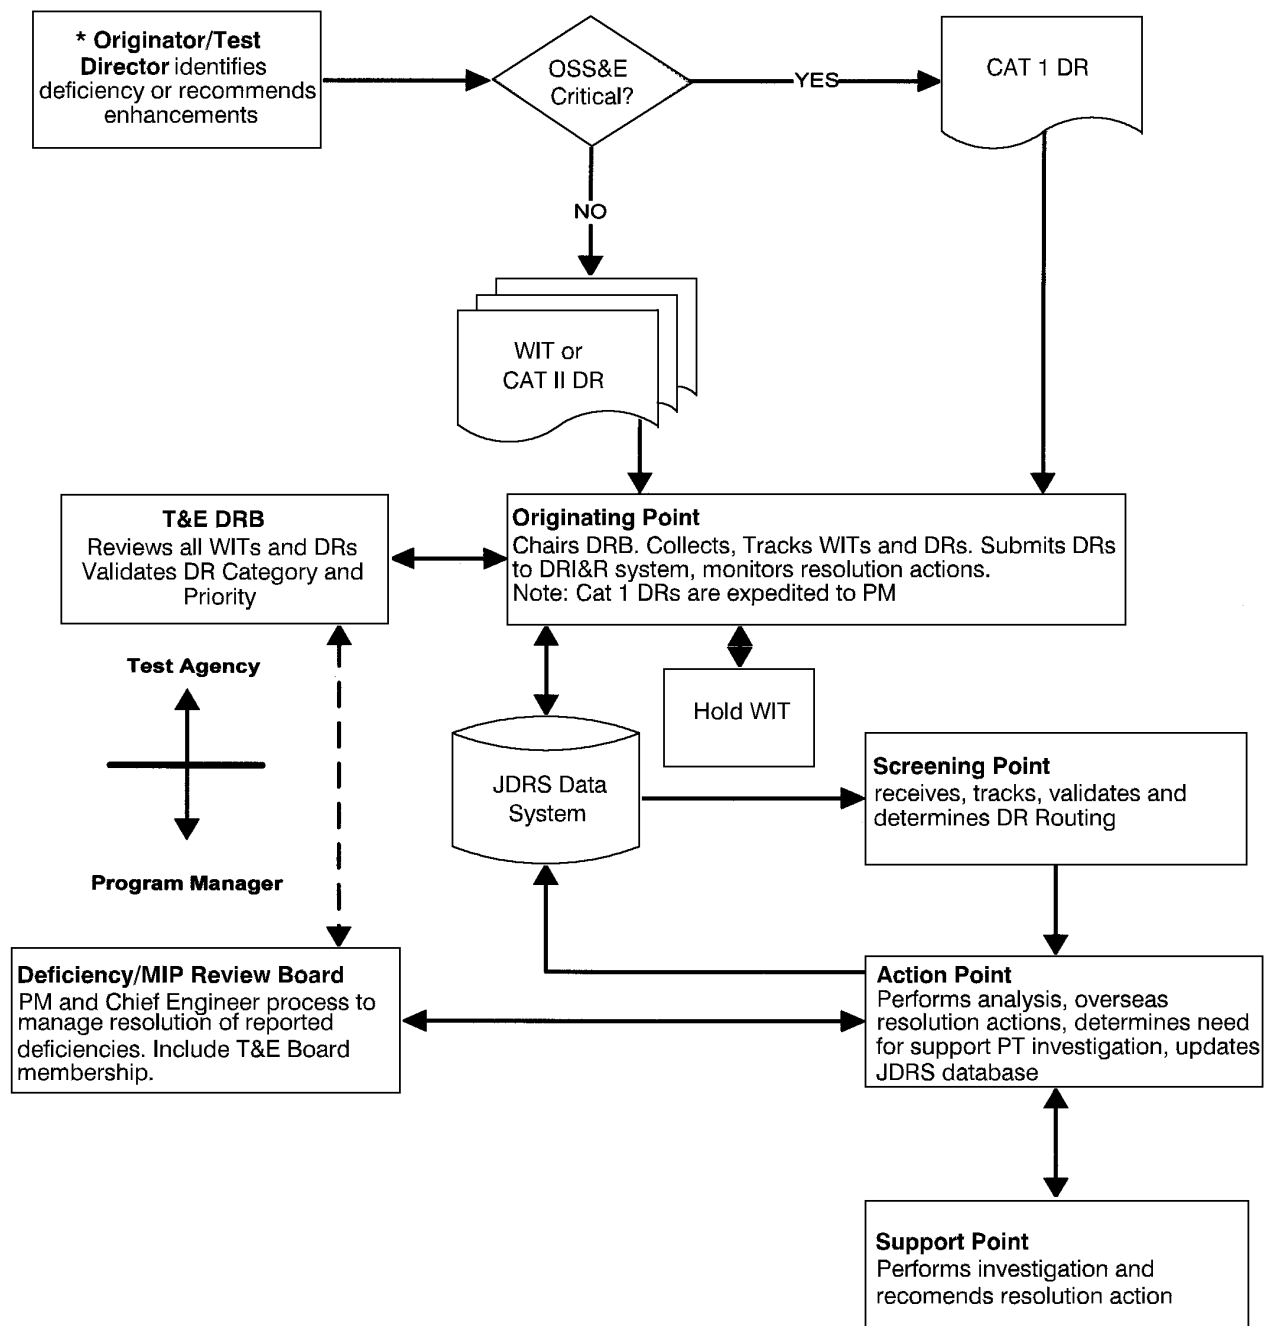 * Originator/Test
Director identifies
deficiency or recommends
enhancements
OSS&E
Critical?
YES
CAT 1 DR
NO
WIT or
CAT II DR
T&E DRB
Reviews all WITs and DRs
Validates DR Category and
Priority
Originating Point
Chairs DRB. Collects, Tracks WITs and DRs. Submits DRs
to DRI&R system, monitors resolution actions.
Note: Cat 1 DRs are expedited to PM
Test Agency
Program Manager
Hold WIT
JDRS Data
System
Screening Point
receives, tracks, validates and
determines DR Routing
Deficiency/MIP Review Board
PM and Chief Engineer process to
manage resolution of reported
deficiencies. Include T&E Board
membership.
Action Point
Performs analysis, overseas
resolution actions, determines need
for support PT investigation, updates
JDRS database
Support Point
Performs investigation and
recomends resolution action